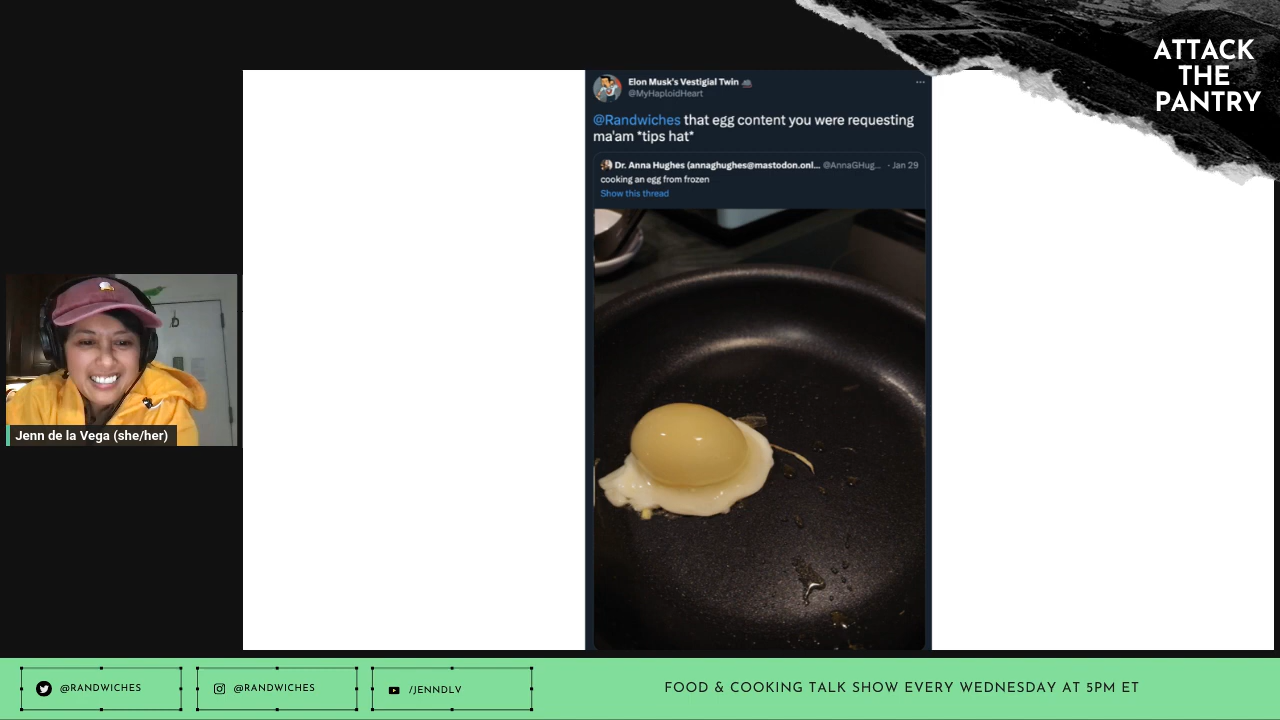 ATTACK
THE
PANTRY
Elon Musk's Vestigial Twin
@MyHaploidHeart
@Randwiches that egg content you were requesting
ma'am *tips hat*
Dr. Anna Hughes (annaghughes@mastodon.onl... @AnnaGHug... · Jan 29
cooking an egg from frozen
Show this thread
Jenn de la Vega (she/her)
@RANDWICHES
@RANDWICHES
/JENNDLV
FOOD & COOKING TALK SHOW EVERY WEDNESDAY AT 5PM ET